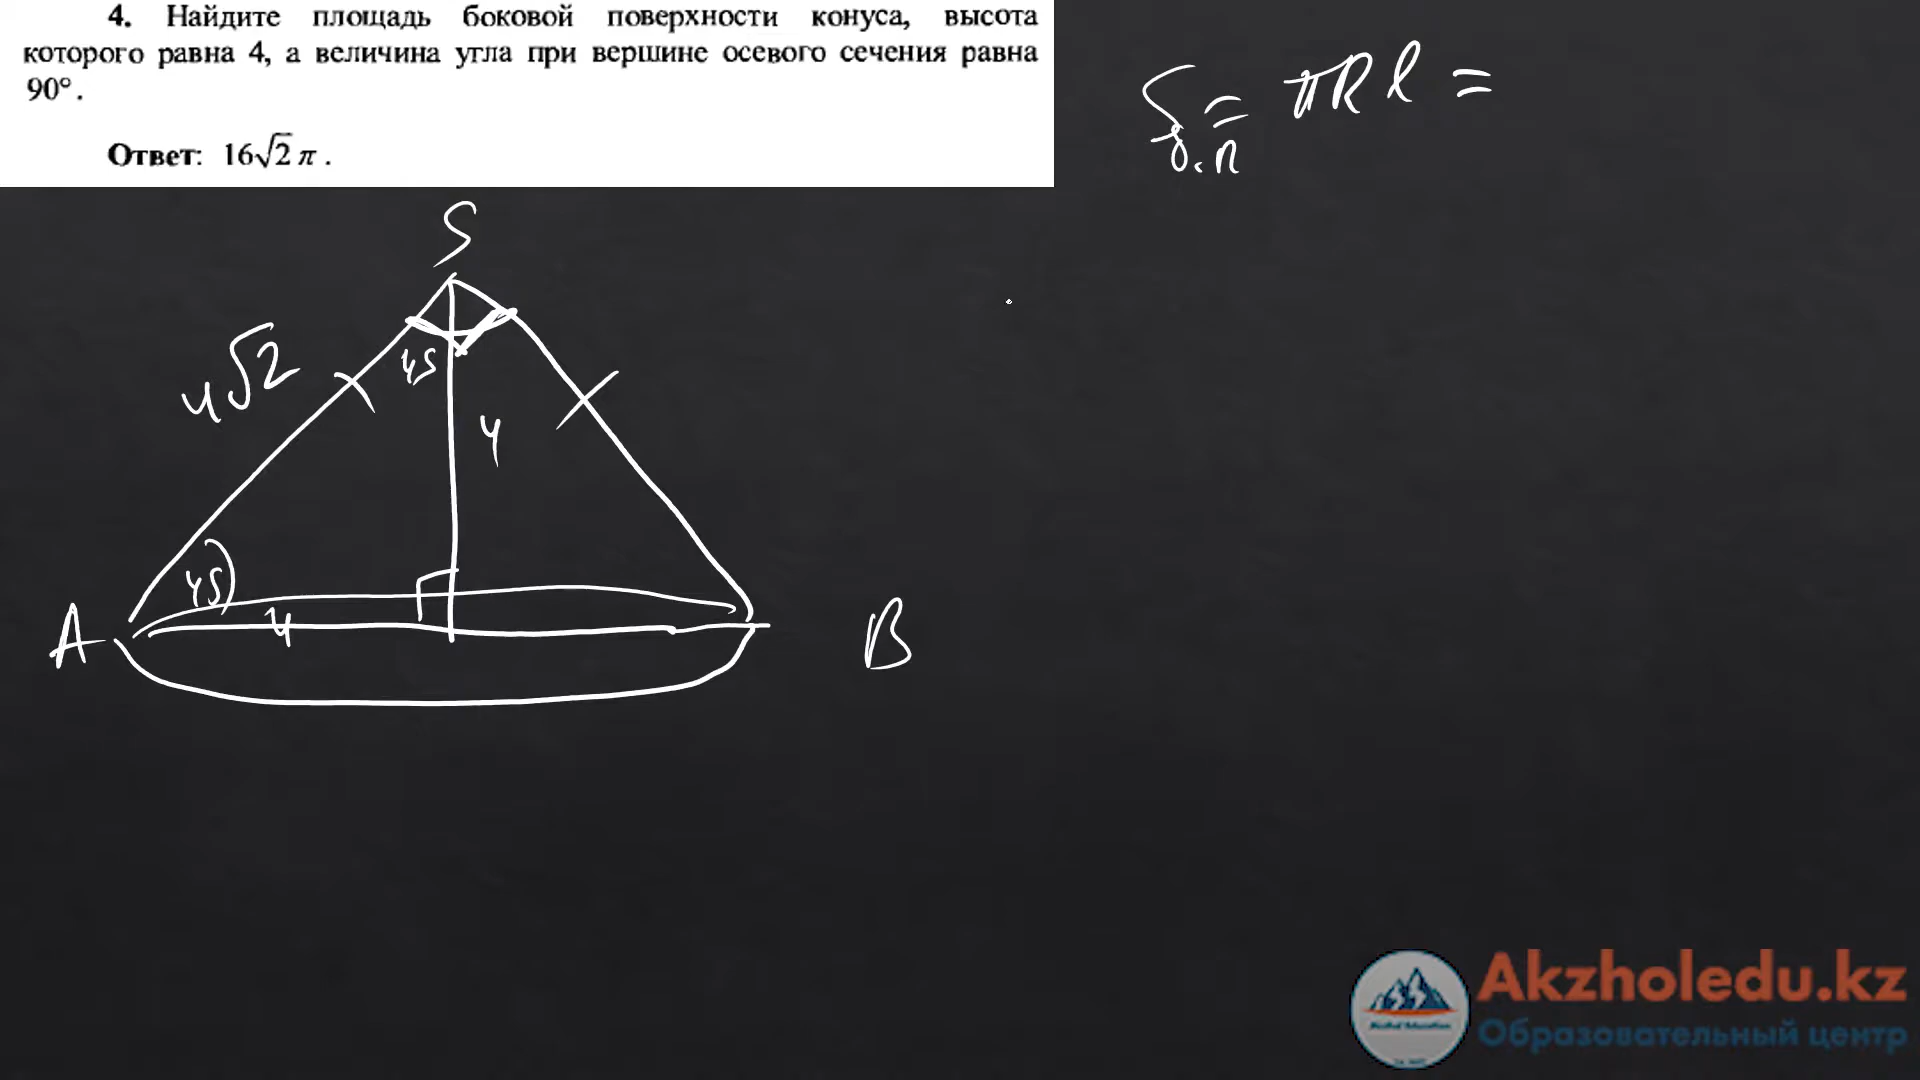 4. Найдите площадь боковой поверхности конуса, высота
которого равна 4, а величина угла при вершине осевого сечения равна
90°.
Ответ: 16√2 π .
S б.п = πRl =
S
4√2
45
4
45
4
A
B
Akzholedu.kz
Образовательный центр